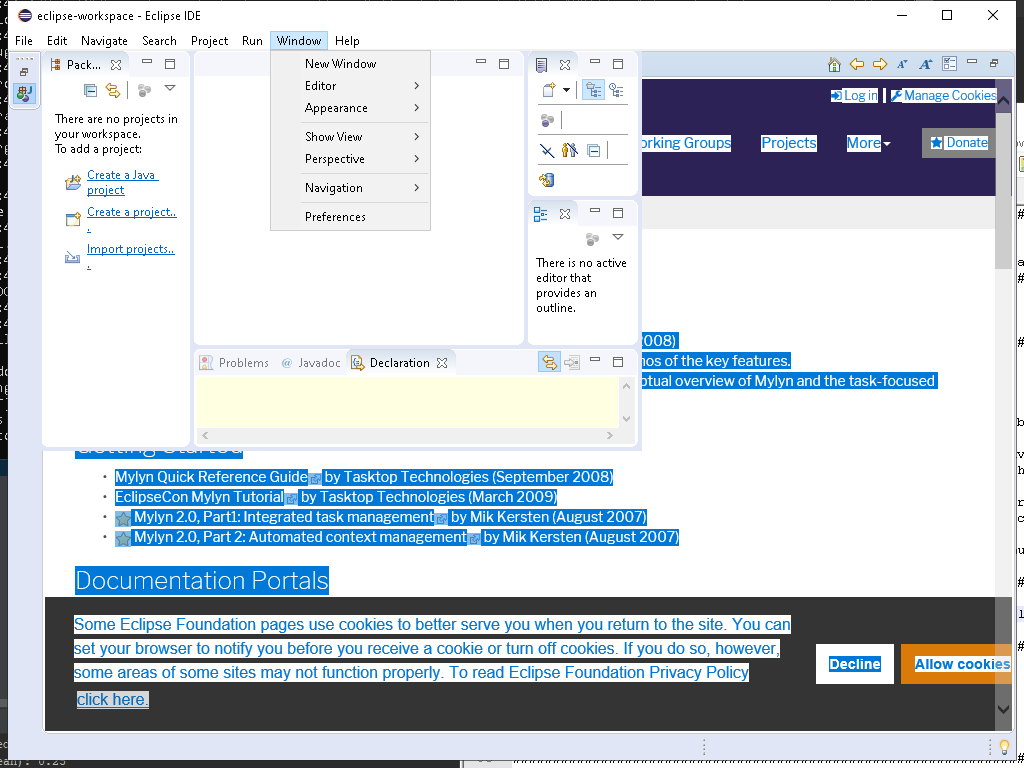 eclipse-workspace - Eclipse IDE
File Edit Navigate Search Project Run Window Help
Pack...
New Window
Editor
Appearance
Show View
Perspective
Navigation
Preferences
There are no projects in
your workspace.
To add a project:
Create a Java
project
Create a project..
.
Import projects..
.
Log in
Manage Cookies
Working Groups
Projects
More
Donate
There is no active
editor that
provides an
outline.
2008)
of the key features.
overview of Mylyn and the task-focused
Problems @ Javadoc Declaration
Getting Started
Mylyn Quick Reference Guide by Tasktop Technologies (September 2008)
EclipseCon Mylyn Tutorial by Tasktop Technologies (March 2009)
Mylyn 2.0, Part1: Integrated task management by Mik Kersten (August 2007)
Mylyn 2.0, Part 2: Automated context management by Mik Kersten (August 2007)
Documentation Portals
Some Eclipse Foundation pages use cookies to better serve you when you return to the site. You can
set your browser to notify you before you receive a cookie or turn off cookies. If you do so, however,
some areas of some sites may not function properly. To read Eclipse Foundation Privacy Policy
click here.
Decline
Allow cookies